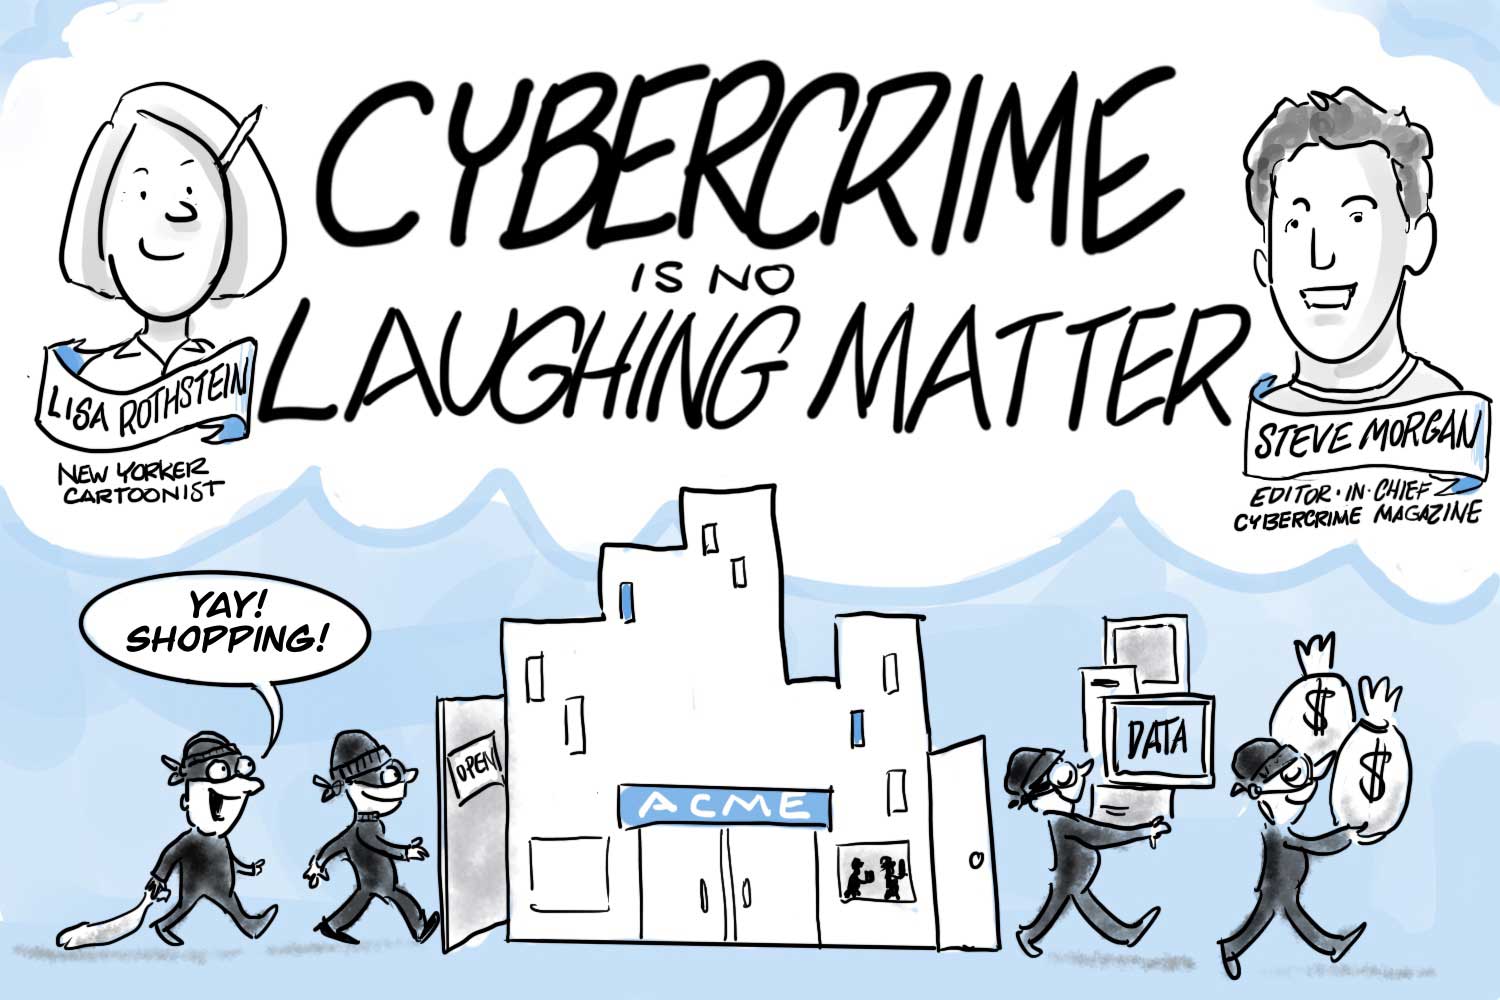 CYBERCRIME
IS NO
LAUGHING MATTER
LISA ROTHSTEIN
NEW YORKER
CARTOONIST
STEVE MORGAN
EDITOR·IN·CHIEF
CYBERCRIME MAGAZINE
YAY!
SHOPPING!
OPEN
ACME
DATA
$
$